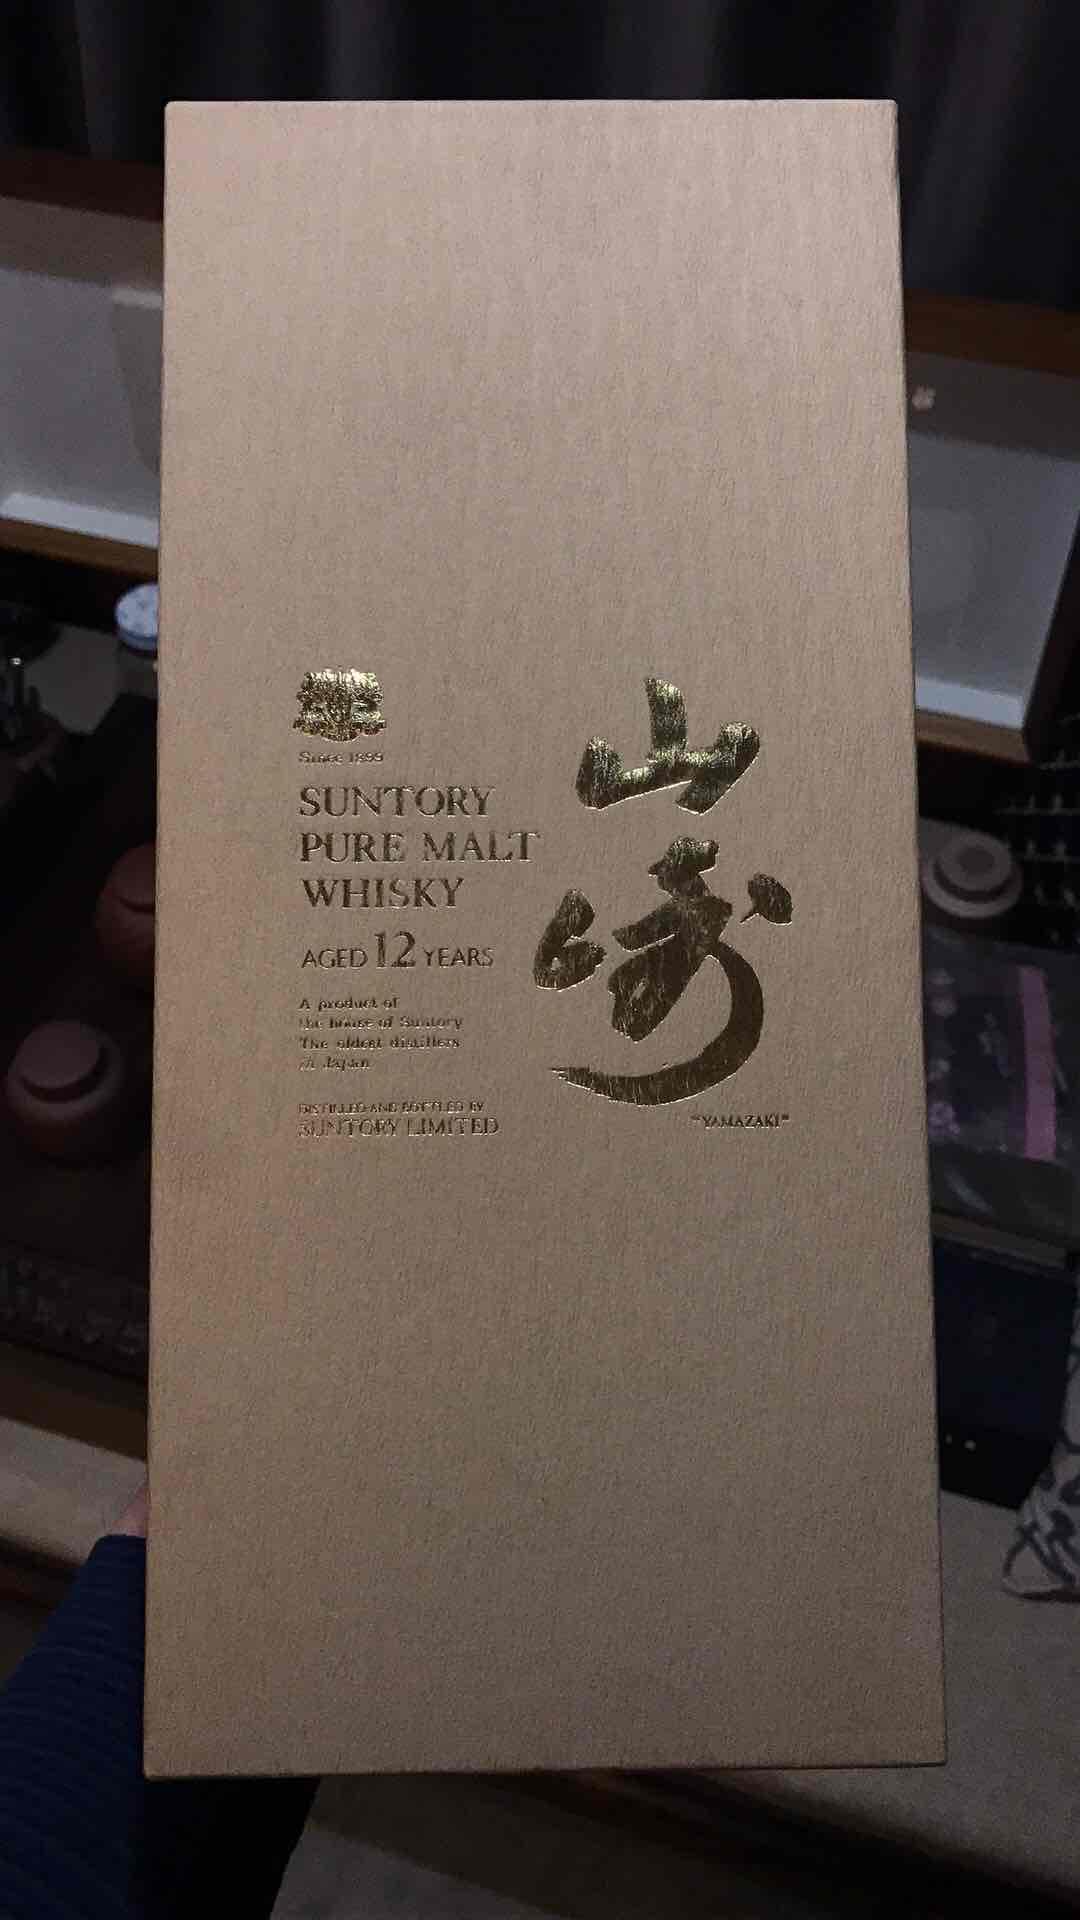 Since 1899
SUNTORY
PURE MALT
WHISKY
AGED 12 YEARS
A product of
the house of Suntory
The oldest distillers
in Japan
DISTILLED AND BOTTLED BY
SUNTORY LIMITED
山崎
"YAMAZAKI"